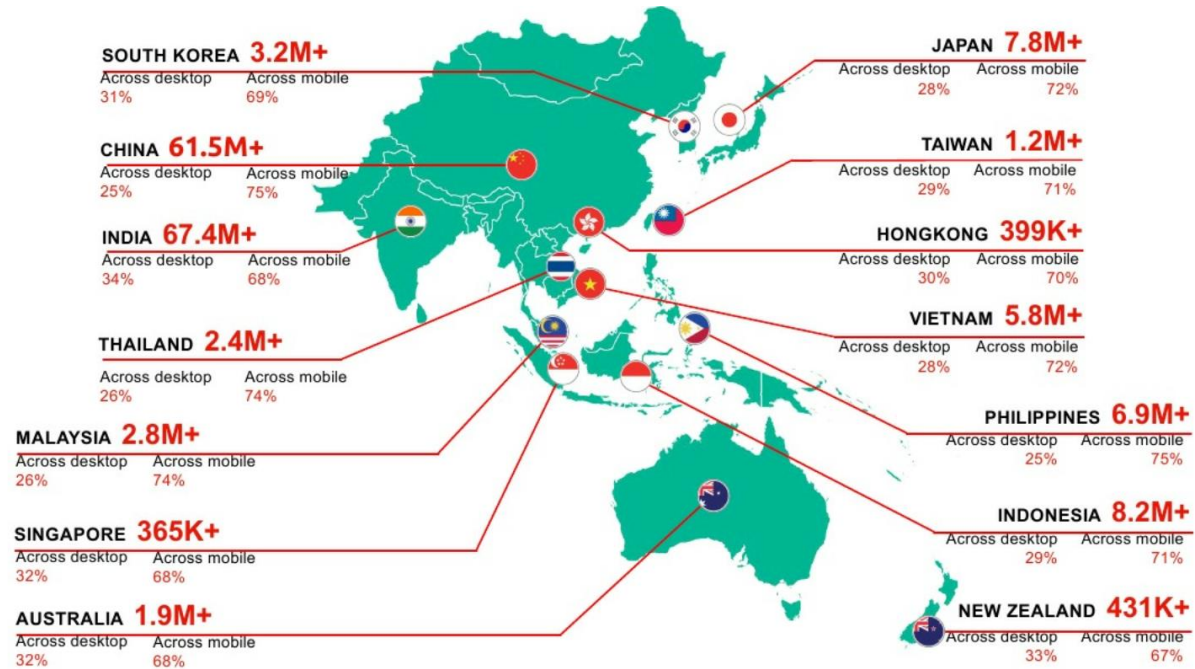 SOUTH KOREA 3.2M+
Across desktop Across mobile
31% 69%
CHINA 61.5M+
Across desktop Across mobile
25% 75%
INDIA 67.4M+
Across desktop Across mobile
34% 68%
THAILAND 2.4M+
Across desktop Across mobile
26% 74%
MALAYSIA 2.8M+
Across desktop Across mobile
26% 74%
SINGAPORE 365K+
Across desktop Across mobile
32% 68%
AUSTRALIA 1.9M+
Across desktop Across mobile
32% 68%
JAPAN 7.8M+
Across desktop Across mobile
28% 72%
TAIWAN 1.2M+
Across desktop Across mobile
29% 71%
HONGKONG 399K+
Across desktop Across mobile
30% 70%
VIETNAM 5.8M+
Across desktop Across mobile
28% 72%
PHILIPPINES 6.9M+
Across desktop Across mobile
25% 75%
INDONESIA 8.2M+
Across desktop Across mobile
29% 71%
NEW ZEALAND 431K+
Across desktop Across mobile
33% 67%